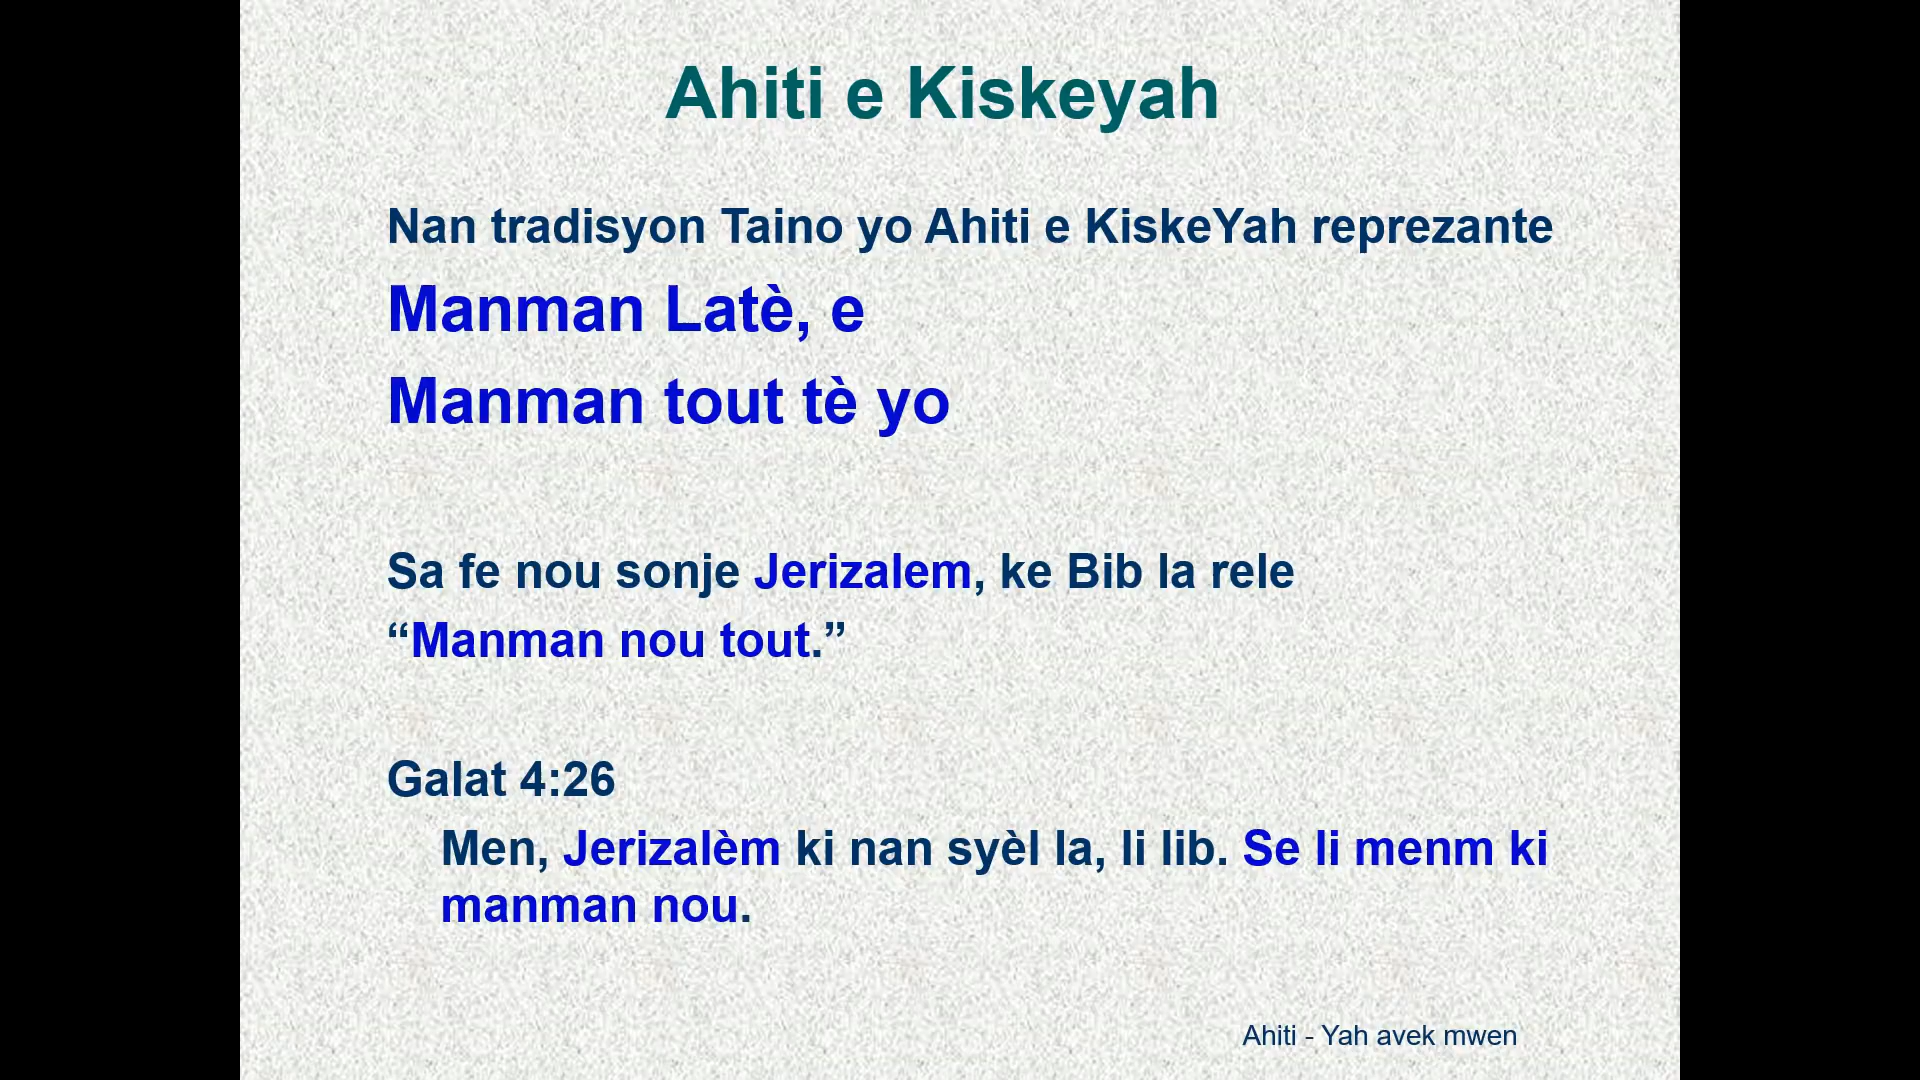 Ahiti e Kiskeyah
Nan tradisyon Taino yo Ahiti e KiskeYah reprezante
Manman Latè, e
Manman tout tè yo
Sa fe nou sonje Jerizalem, ke Bib la rele
“Manman nou tout.”
Galat 4:26
Men, Jerizalèm ki nan syèl la, li lib. Se li menm ki
manman nou.
Ahiti - Yah avek mwen